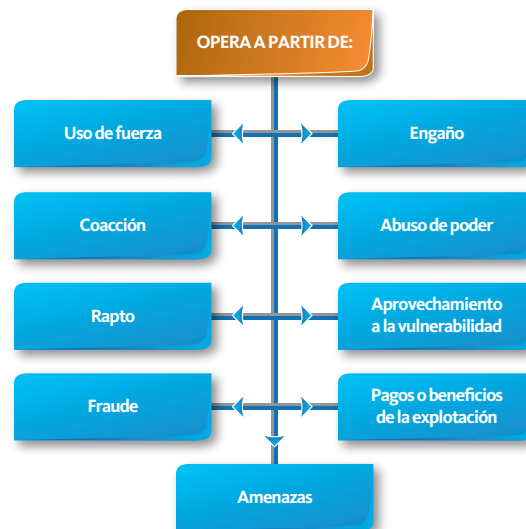 OPERA A PARTIR DE:
Uso de fuerza
Engaño
Coacción
Abuso de poder
Rapto
Aprovechamiento
a la vulnerabilidad
Fraude
Pagos o beneficios
de la explotación
Amenazas